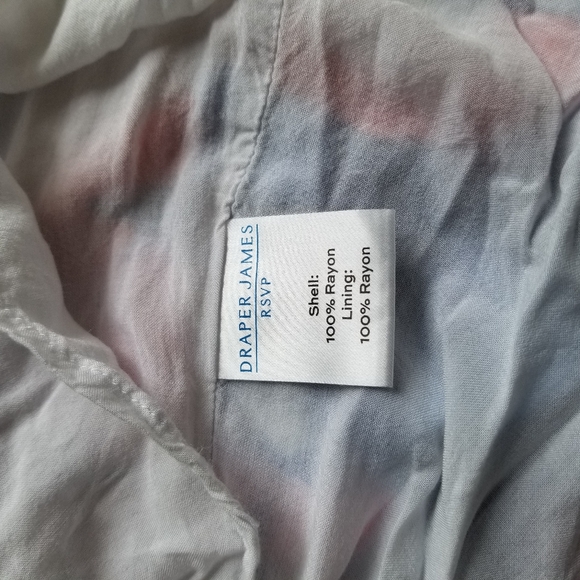 DRAPER JAMES
RSVP
Shell:
100% Rayon
Lining:
100% Rayon